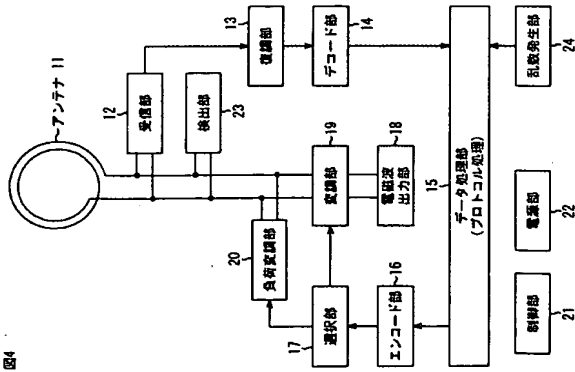 図4
アンテナ 11
12
受信部
検出部
23
13
復調部
デコード部
14
20
負荷変調部
19
変調部
電磁波
出力部
18
選択部
17
エンコード部
16
15
データ処理部
(プロトコル処理)
制御部
21
電源部
22
乱数発生部
24